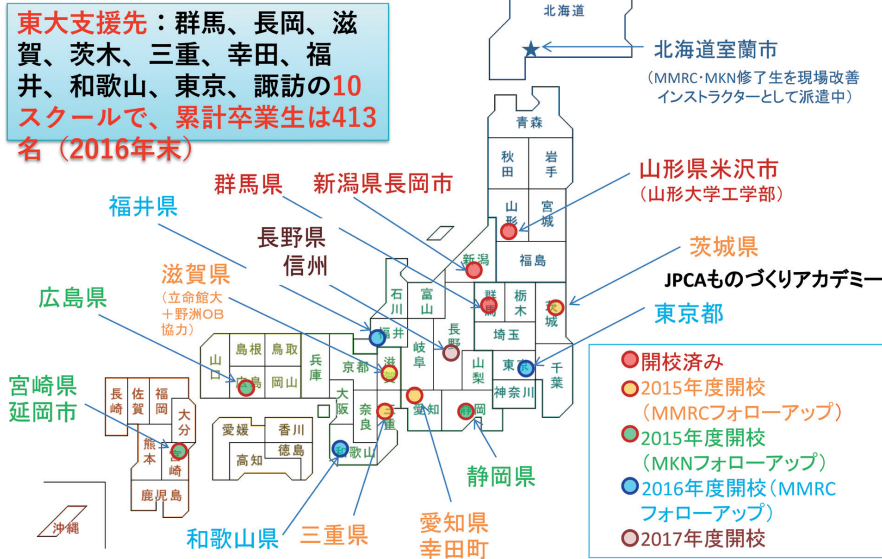 東大支援先：群馬、長岡、滋
賀、茨木、三重、幸田、福
井、和歌山、東京、諏訪の10
スクールで、累計卒業生は413
名（2016年末）
北海道
北海道室蘭市
（MMRC･MKN修了生を現場改善
インストラクターとして派遣中）
青森
秋田
岩手
山形
宮城
新潟
福島
群馬県
新潟県長岡市
山形県米沢市
(山形大学工学部)
福井県
長野県
信州
茨城県
JPCAものづくりアカデミー
滋賀県
（立命館大
＋野洲OB
協力）
東京都
広島県
宮崎県
延岡市
石川
富山
群馬
栃木
茨城
埼玉
福井
岐阜
長野
山梨
東京
神奈川
千葉
山口
島根
鳥取
広島
岡山
兵庫
京都
滋賀
大阪
奈良
三重
愛知
静岡
和歌山
長崎
佐賀
福岡
大分
熊本
宮崎
鹿児島
沖縄
愛媛
香川
高知
徳島
和歌山県
三重県
愛知県
幸田町
静岡県
開校済み
2015年度開校
（MMRCフォローアップ）
2015年度開校
（MKNフォローアップ）
2016年度開校（MMRC
フォローアップ）
2017年度開校